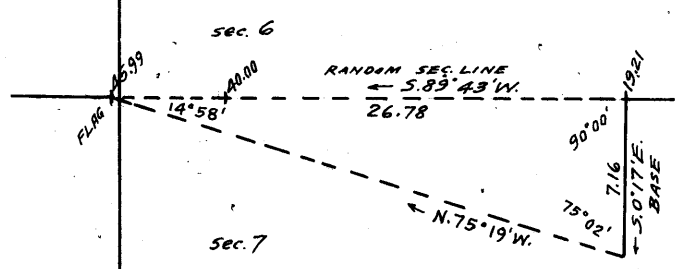 sec. 6
45.99
40.00
RANDOM SEC. LINE
← S.89°43'W.
19.21
FLAG
14°58'
26.78
90°00'
7.16
← S.0°17'E.
BASE
75°02'
← N.75°19'W.
sec. 7